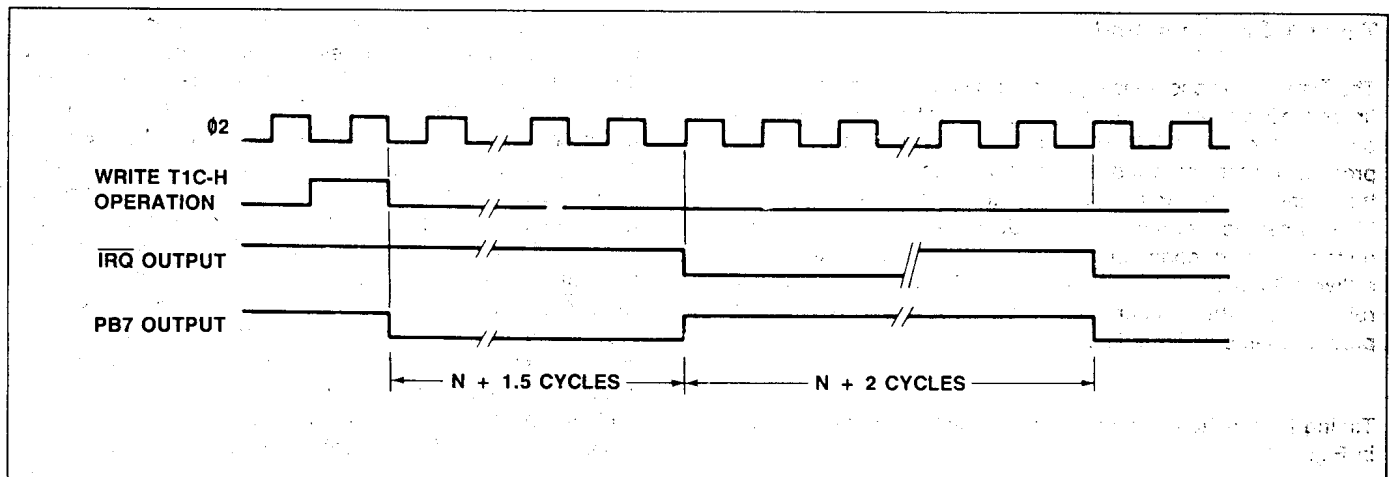 Ø2
WRITE T1C-H
OPERATION
IRQ OUTPUT
PB7 OUTPUT
N + 1.5 CYCLES
N + 2 CYCLES